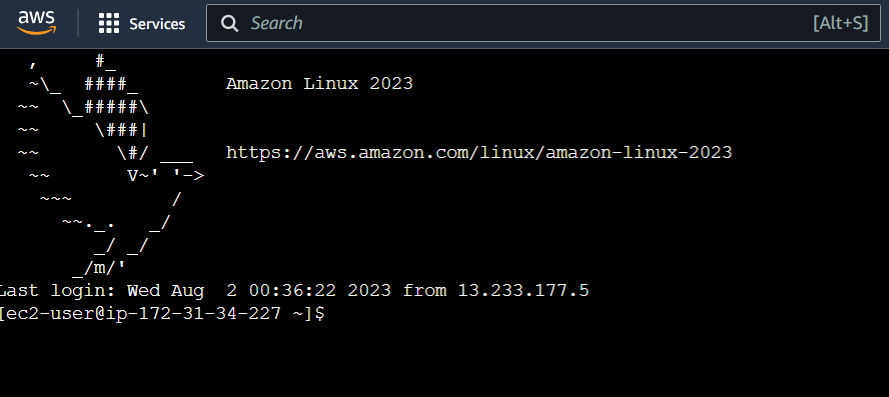 aws
Services
Search
[Alt+S]
   ,     #_
   ~\_  ####_        Amazon Linux 2023
  ~~  \_#####\
  ~~     \###|
  ~~       \#/ ___   https://aws.amazon.com/linux/amazon-linux-2023
   ~~       V~' '->
    ~~~         /
      ~~._.   _/
         _/ _/
       _/m/'
Last login: Wed Aug  2 00:36:22 2023 from 13.233.177.5
[ec2-user@ip-172-31-34-227 ~]$